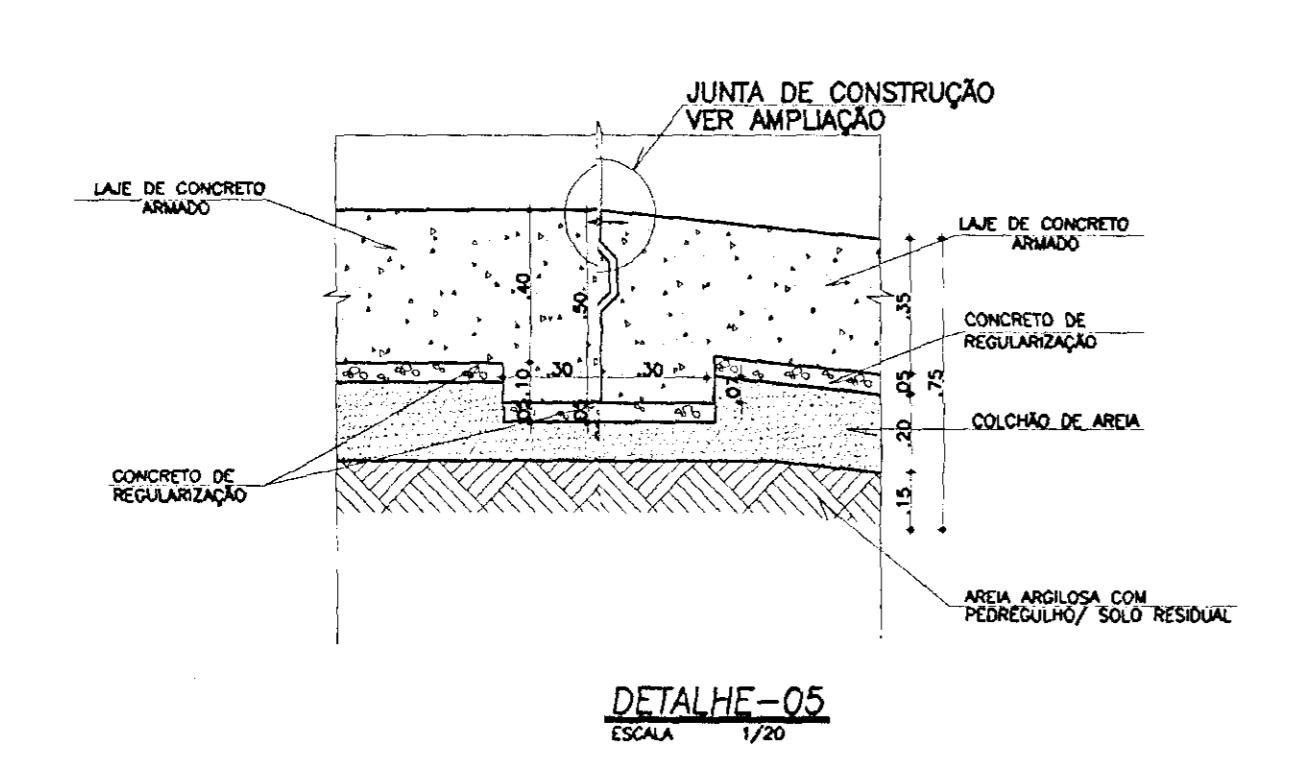 JUNTA DE CONSTRUÇÃO
VER AMPLIAÇÃO
LAJE DE CONCRETO
ARMADO
LAJE DE CONCRETO
ARMADO
.40
.50
.35
CONCRETO DE
REGULARIZAÇÃO
.10
.30
.30
.07
.05
.75
.05
.05
.20
COLCHÃO DE AREIA
CONCRETO DE
REGULARIZAÇÃO
.15
AREIA ARGILOSA COM
PEDREGULHO/ SOLO RESIDUAL
DETALHE-05
ESCALA 1/20